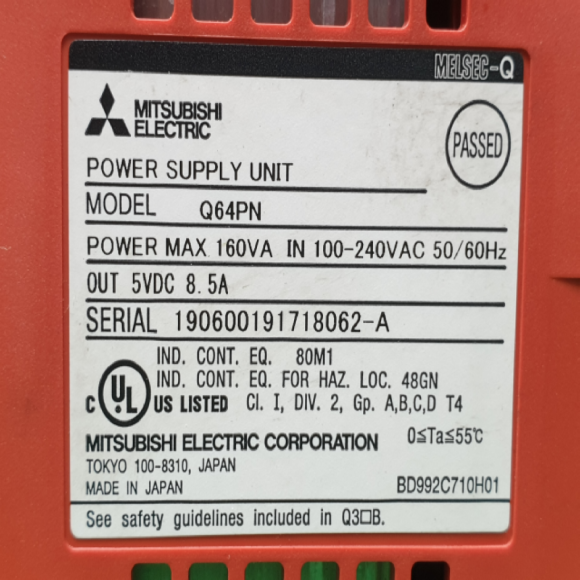 MELSEC-Q
MITSUBISHI
ELECTRIC
PASSED
POWER SUPPLY UNIT
MODEL Q64PN
POWER MAX 160VA IN 100-240VAC 50/60Hz
OUT 5VDC 8.5A
SERIAL 190600191718062-A
IND. CONT. EQ. 80M1
IND. CONT. EQ. FOR HAZ. LOC. 48GN
C UL US LISTED Cl. I, DIV. 2, Gp. A,B,C,D T4
MITSUBISHI ELECTRIC CORPORATION 0≦Ta≦55℃
TOKYO 100-8310, JAPAN
MADE IN JAPAN BD992C710H01
See safety guidelines included in Q3□B.